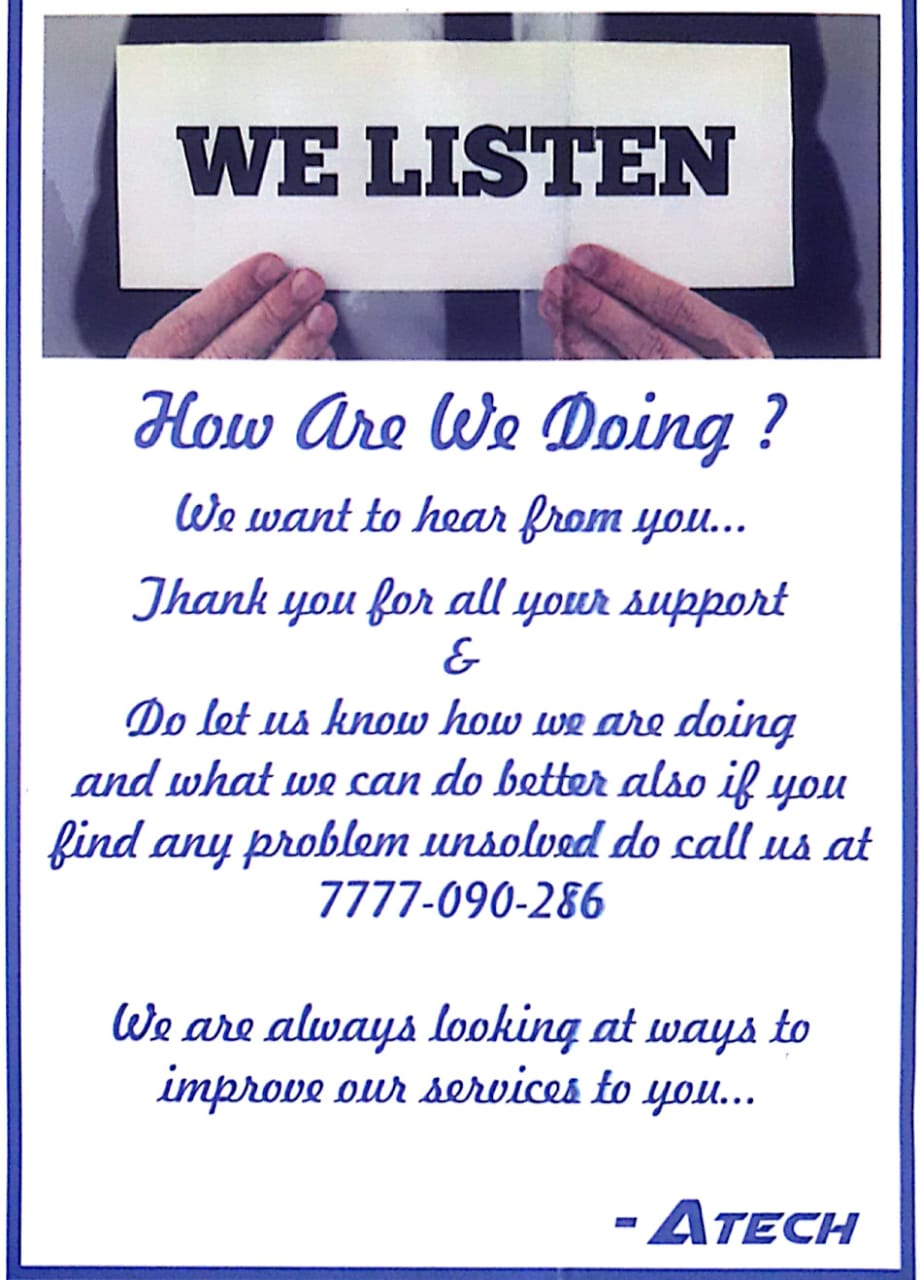 WE LISTEN
How Are We Doing ?
We want to hear from you...
Thank you for all your support
&
Do let us know how we are doing
and what we can do better also if you
find any problem unsolved do call us at
7777-090-286
We are always looking at ways to
improve our services to you...
- ATECH